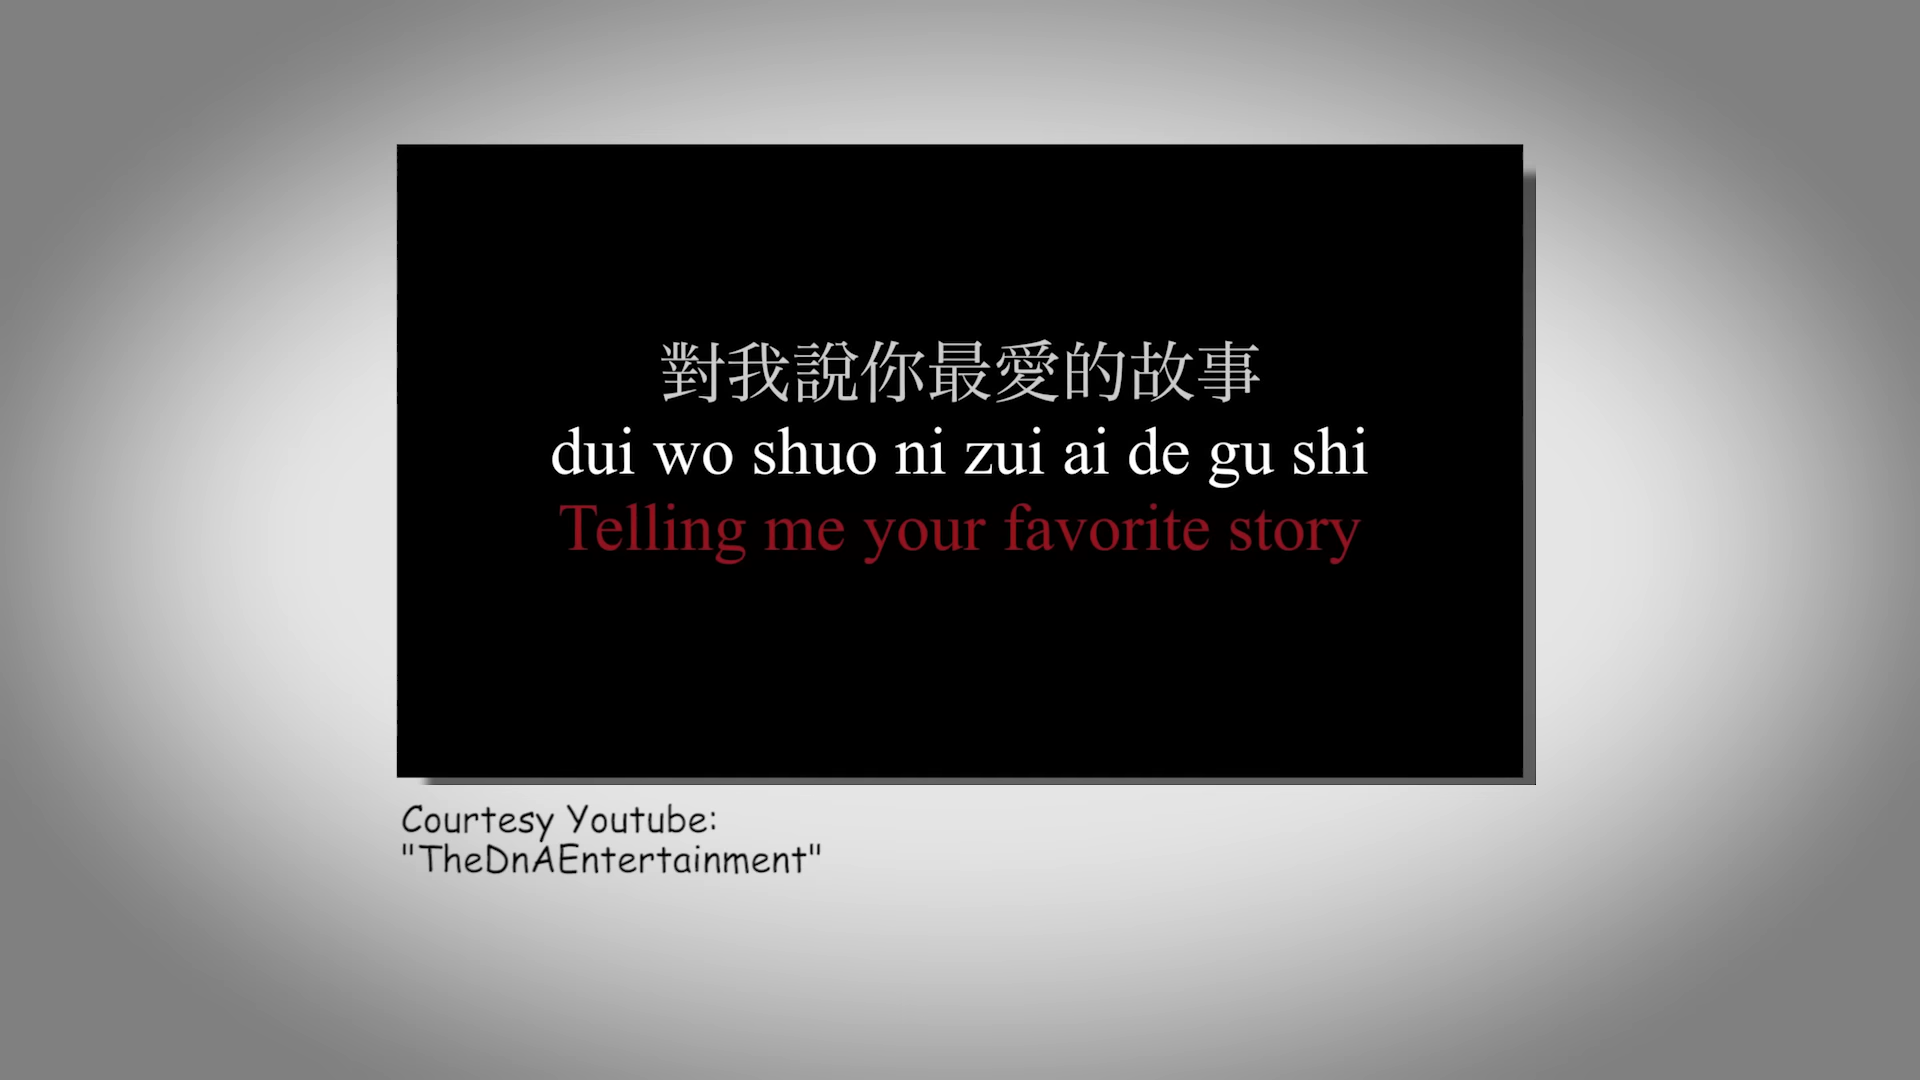 對我說你最愛的故事
dui wo shuo ni zui ai de gu shi
Telling me your favorite story
Courtesy Youtube:
"TheDnAEntertainment"